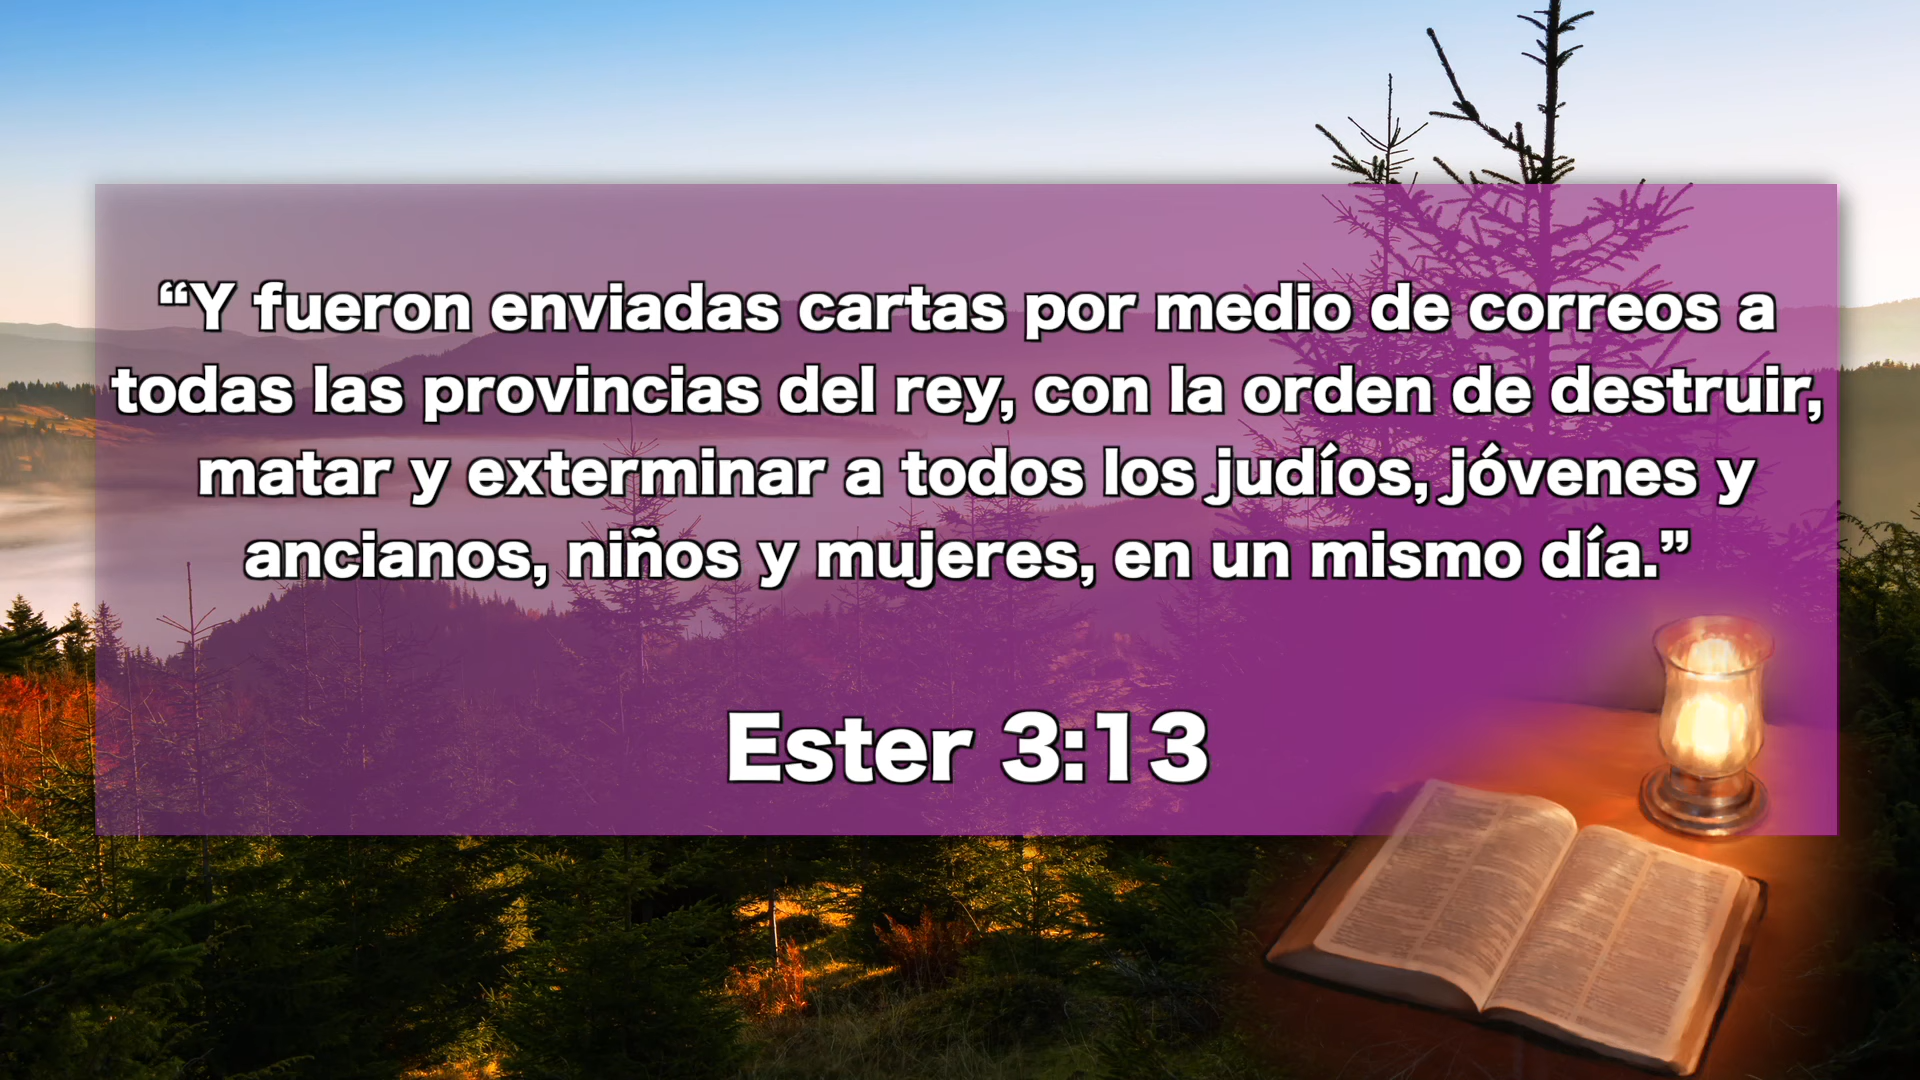 “Y fueron enviadas cartas por medio de correos a
todas las provincias del rey, con la orden de destruir,
matar y exterminar a todos los judíos, jóvenes y
ancianos, niños y mujeres, en un mismo día.”
Ester 3:13